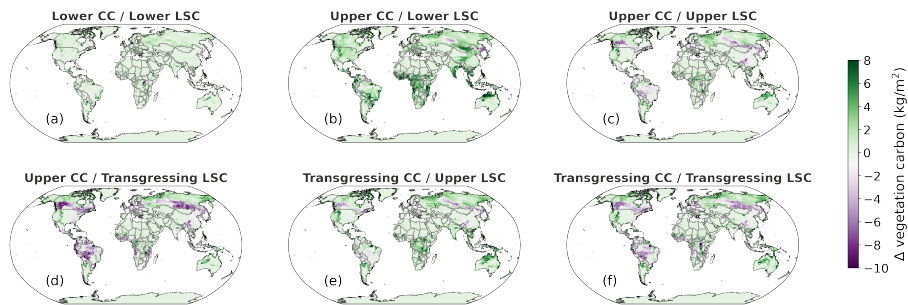 Lower CC / Lower LSC
Upper CC / Lower LSC
Upper CC / Upper LSC
(a)
(b)
(c)
Upper CC / Transgressing LSC
Transgressing CC / Upper LSC
Transgressing CC / Transgressing LSC
(d)
(e)
(f)
8
6
4
2
0
−2
−4
−6
−8
−10
Δ vegetation carbon (kg/m²)